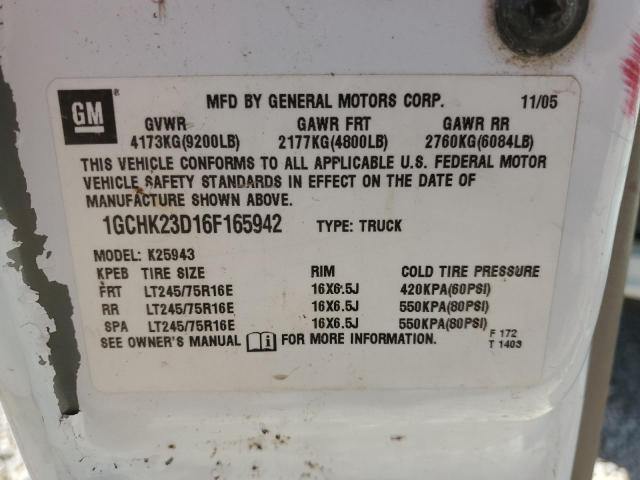 GM
MFD BY GENERAL MOTORS CORP. 11/05
GVWR GAWR FRT GAWR RR
4173KG(9200LB) 2177KG(4800LB) 2760KG(6084LB)
THIS VEHICLE CONFORMS TO ALL APPLICABLE U.S. FEDERAL MOTOR
VEHICLE SAFETY STANDARDS IN EFFECT ON THE DATE OF
MANUFACTURE SHOWN ABOVE.
1GCHK23D16F165942 TYPE: TRUCK
MODEL: K25943
KPEB TIRE SIZE RIM COLD TIRE PRESSURE
FRT LT245/75R16E 16X6.5J 420KPA(60PSI)
RR LT245/75R16E 16X6.5J 550KPA(80PSI)
SPA LT245/75R16E 16X6.5J 550KPA(80PSI)
SEE OWNER'S MANUAL FOR MORE INFORMATION.
F 172
T 1403